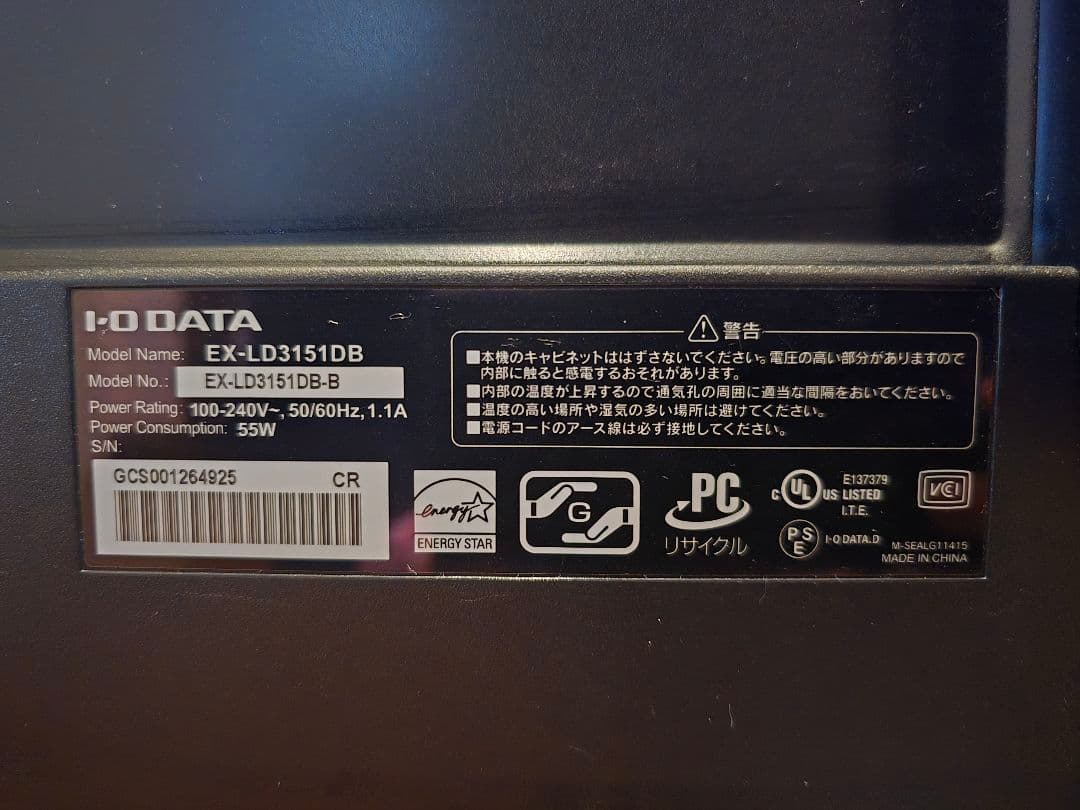 I-O DATA
Model Name: EX-LD3151DB
Model No.: EX-LD3151DB-B
Power Rating: 100-240V~, 50/60Hz, 1.1A
Power Consumption: 55W
S/N:
GCS001264925 CR
警告
■本機のキャビネットははずさないでください。電圧の高い部分がありますので
内部に触ると感電するおそれがあります。
■内部の温度が上昇するので通気孔の周囲に適当な間隔をおいてください。
■温度の高い場所や湿気の多い場所は避けてください。
■電源コードのアース線は必ず接地してください。
energy
ENERGY STAR
G
PC
リサイクル
C UL US LISTED
E137379
I.T.E.
PSE
I-O DATA.D
VCCI
M-SEALG11415
MADE IN CHINA